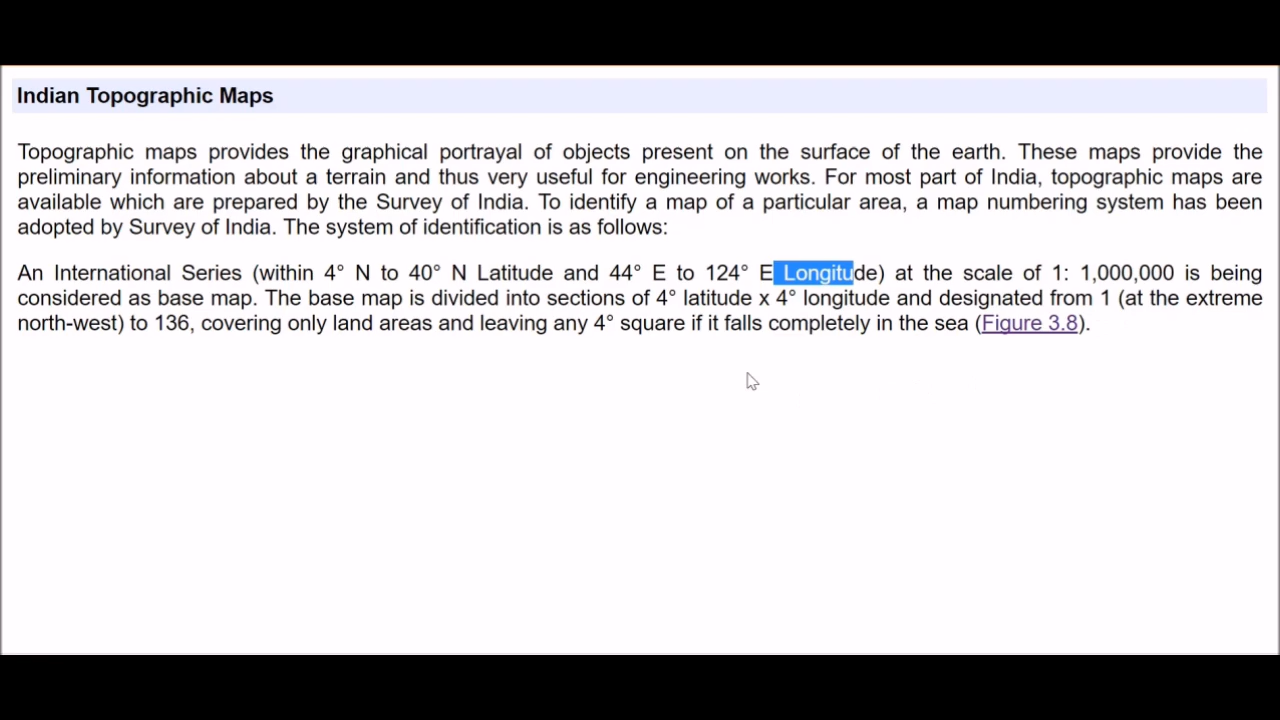 Indian Topographic Maps
Topographic maps provides the graphical portrayal of objects present on the surface of the earth. These maps provide the
preliminary information about a terrain and thus very useful for engineering works. For most part of India, topographic maps are
available which are prepared by the Survey of India. To identify a map of a particular area, a map numbering system has been
adopted by Survey of India. The system of identification is as follows:
An International Series (within 4° N to 40° N Latitude and 44° E to 124° E Longitude) at the scale of 1: 1,000,000 is being
considered as base map. The base map is divided into sections of 4° latitude x 4° longitude and designated from 1 (at the extreme
north-west) to 136, covering only land areas and leaving any 4° square if it falls completely in the sea (Figure 3.8).